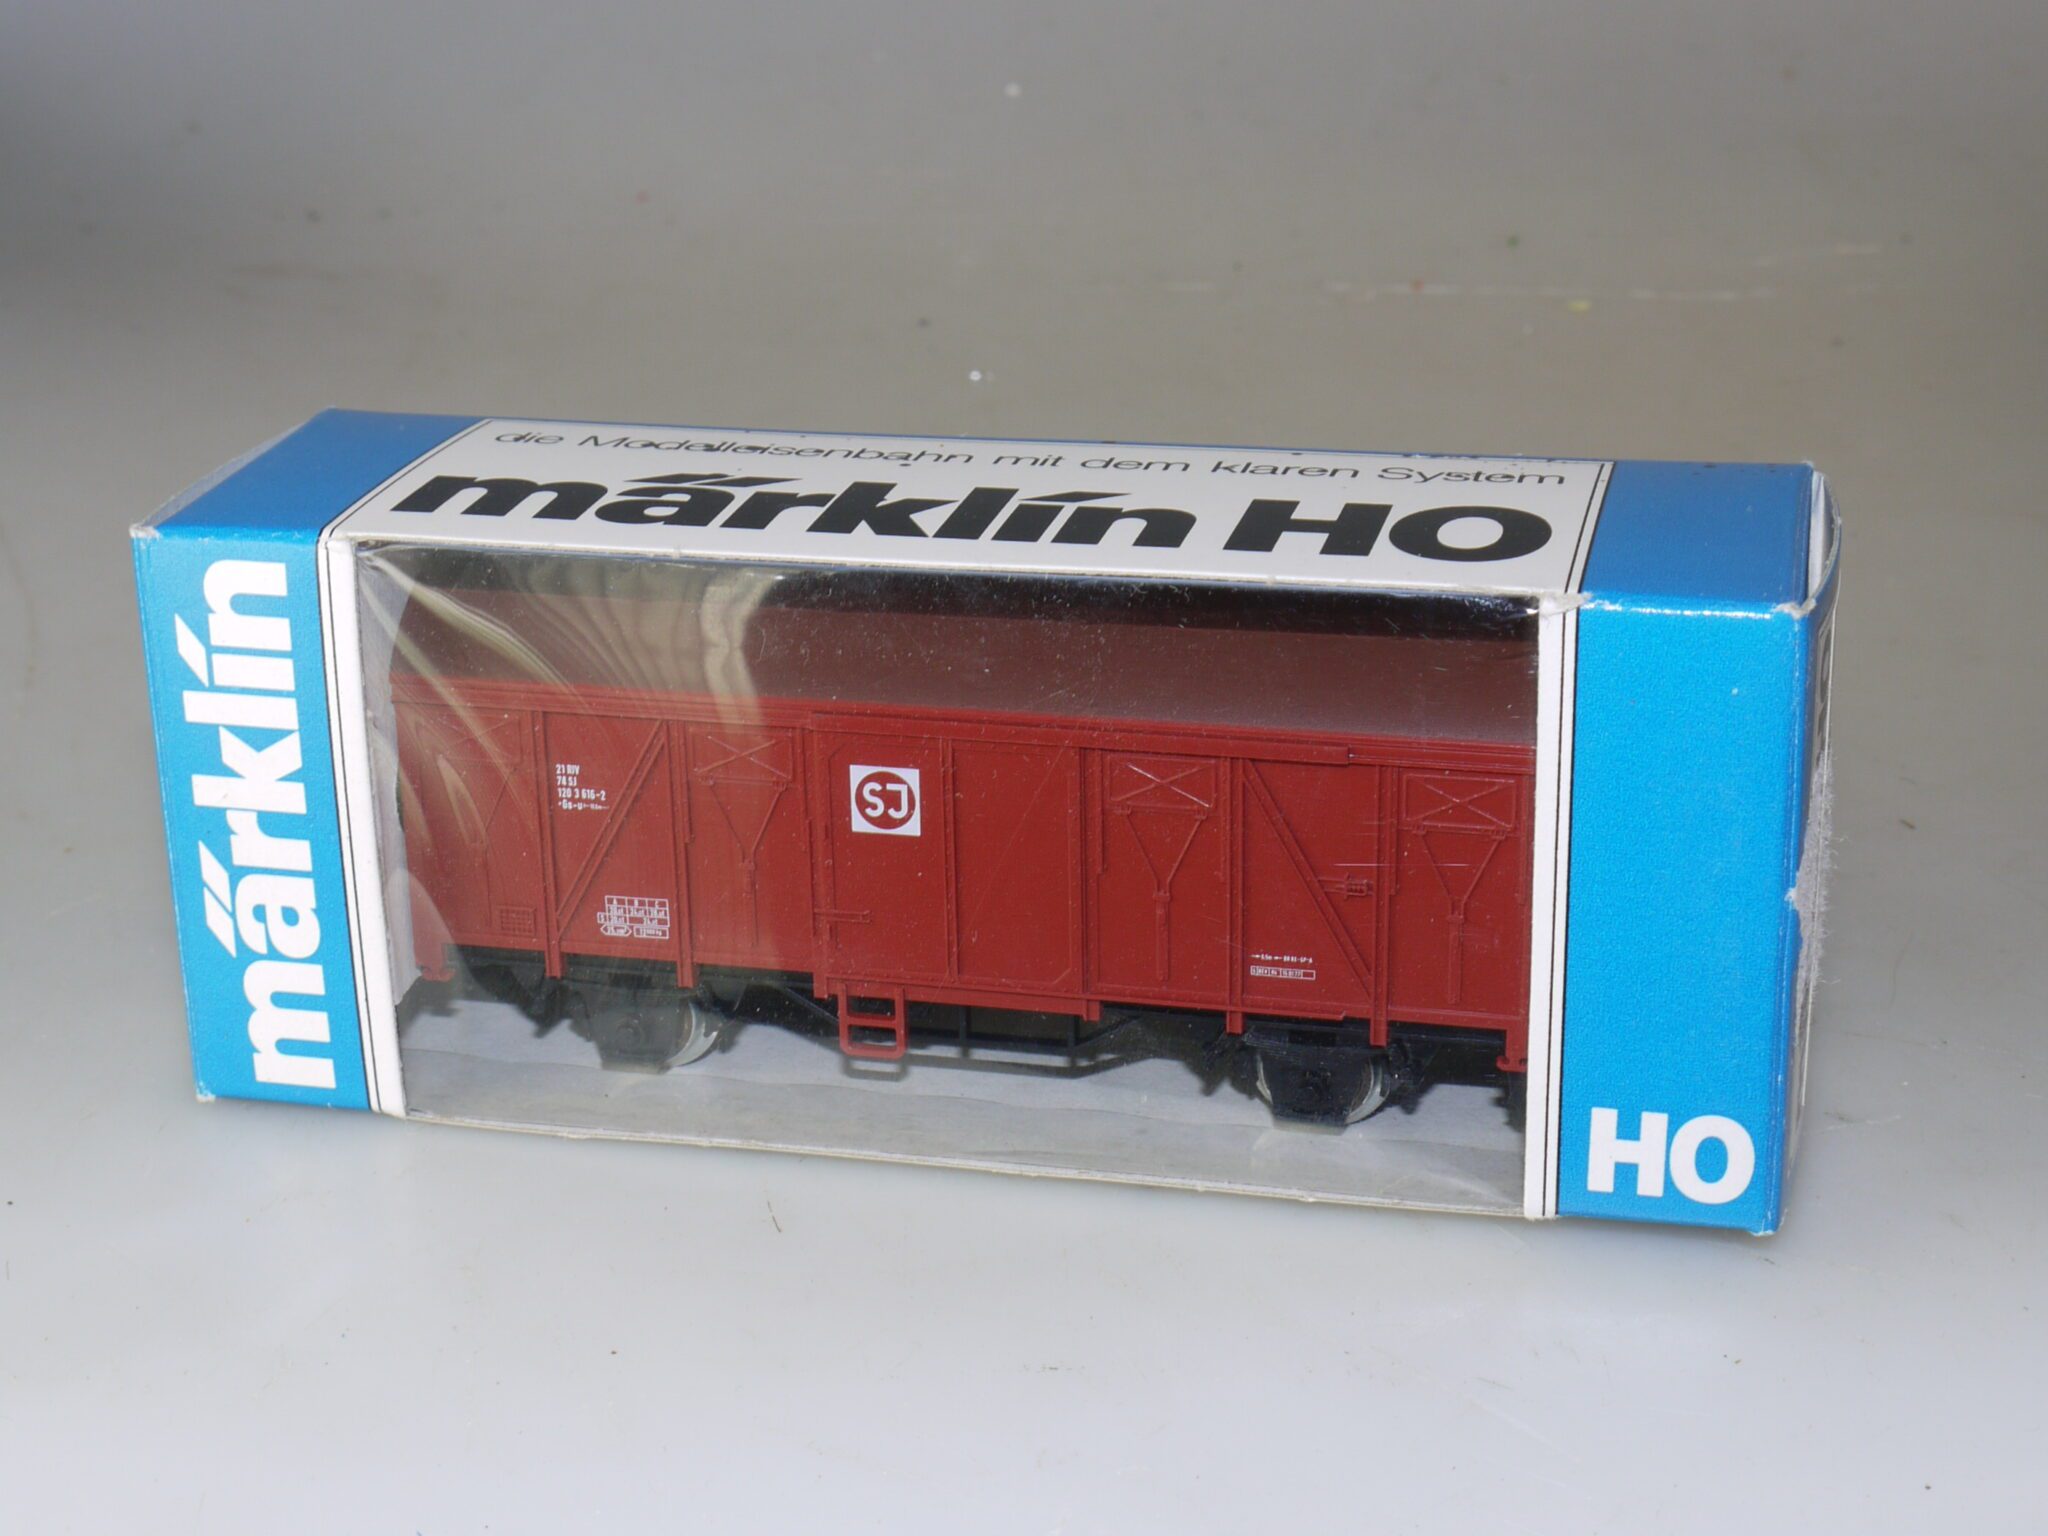 die Modelleisenbahn mit dem klaren System
märklin HO
märklin
21 RIV
74 SJ
120 3 616-2
SJ
A B C
HO